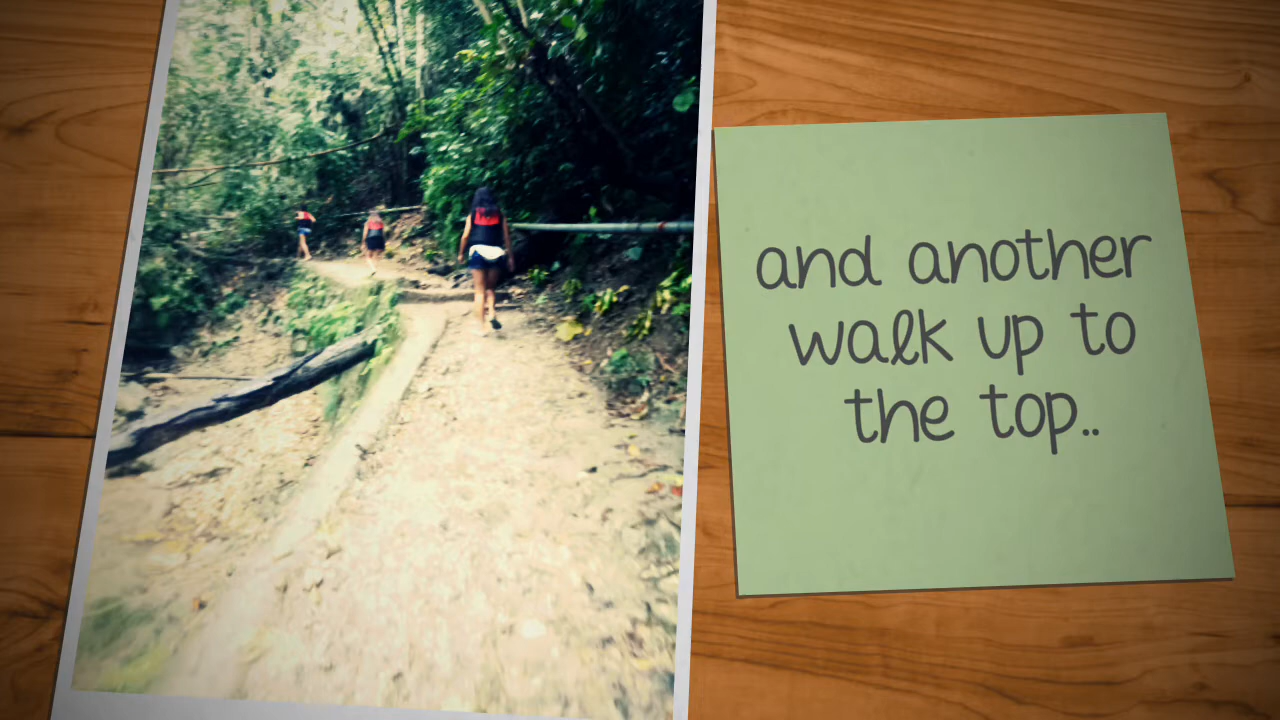 and another
walk up to
the top..